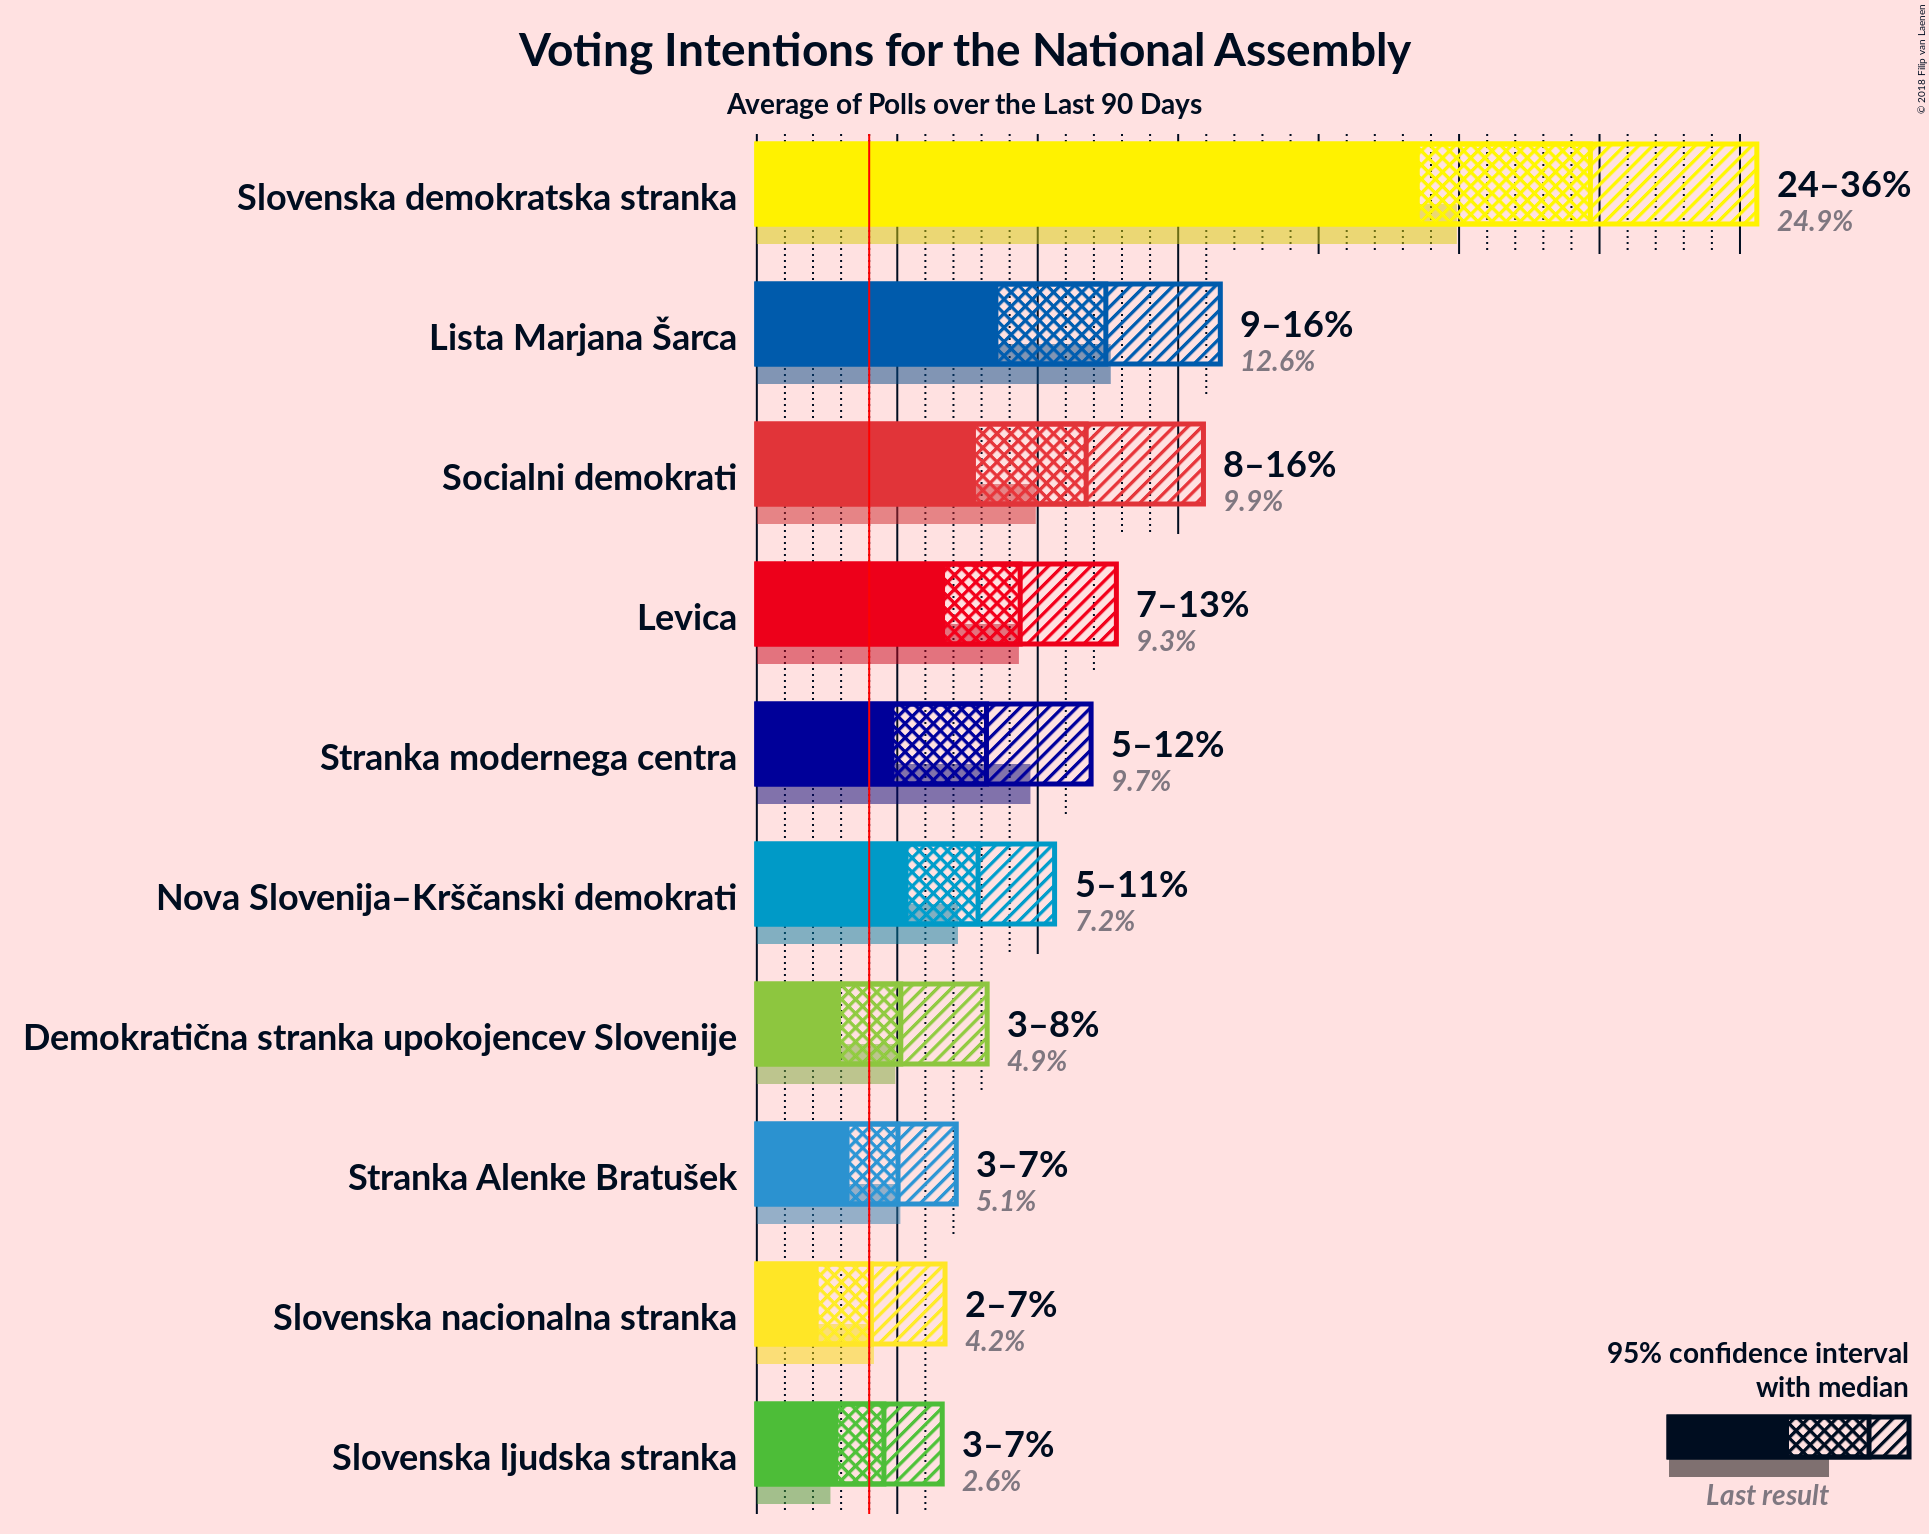 Voting Intentions for the National Assembly
Average of Polls over the Last 90 Days
© 2018 Filip van Laenen
Slovenska demokratska stranka
24–36%
24.9%
Lista Marjana Šarca
9–16%
12.6%
Socialni demokrati
8–16%
9.9%
Levica
7–13%
9.3%
Stranka modernega centra
5–12%
9.7%
Nova Slovenija–Krščanski demokrati
5–11%
7.2%
Demokratična stranka upokojencev Slovenije
3–8%
4.9%
Stranka Alenke Bratušek
3–7%
5.1%
Slovenska nacionalna stranka
2–7%
4.2%
Slovenska ljudska stranka
3–7%
2.6%
95% confidence interval
with median
Last result